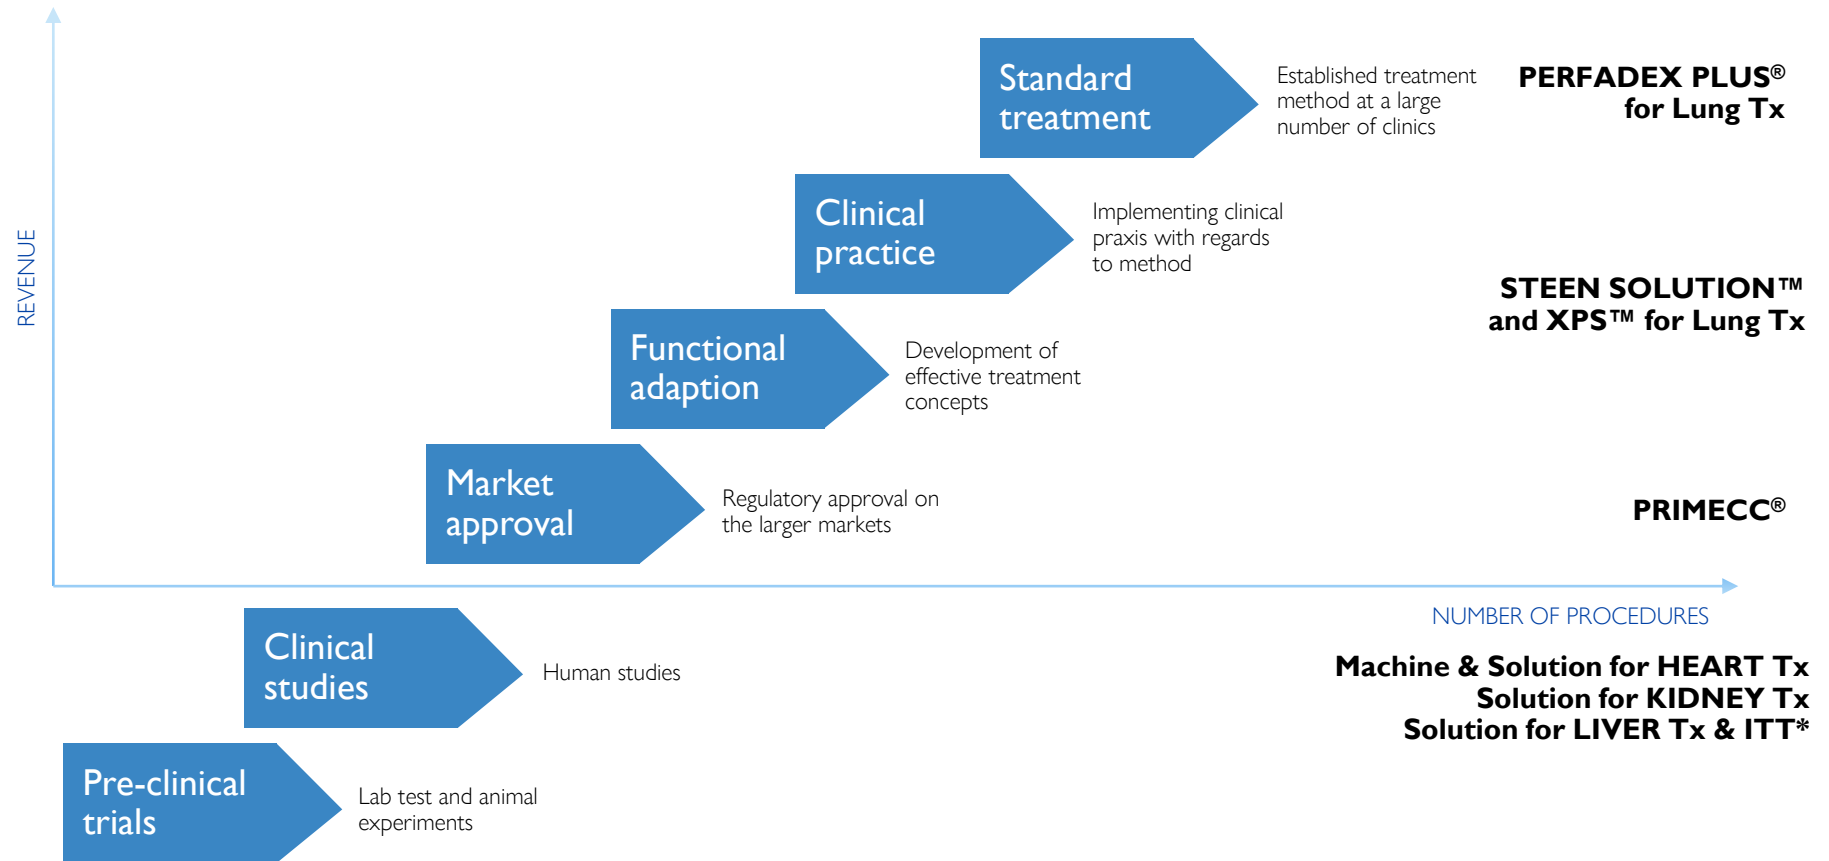 REVENUE
Standard
treatment
Established treatment
method at a large
number of clinics
PERFADEX PLUS®
for Lung Tx
Clinical
practice
Implementing clinical
praxis with regards
to method
STEEN SOLUTION™
and XPS™ for Lung Tx
Functional
adaption
Development of
effective treatment
concepts
Market
approval
Regulatory approval on
the larger markets
PRIMECC®
NUMBER OF PROCEDURES
Clinical
studies
Human studies
Machine & Solution for HEART Tx
Solution for KIDNEY Tx
Solution for LIVER Tx & ITT*
Pre-clinical
trials
Lab test and animal
experiments